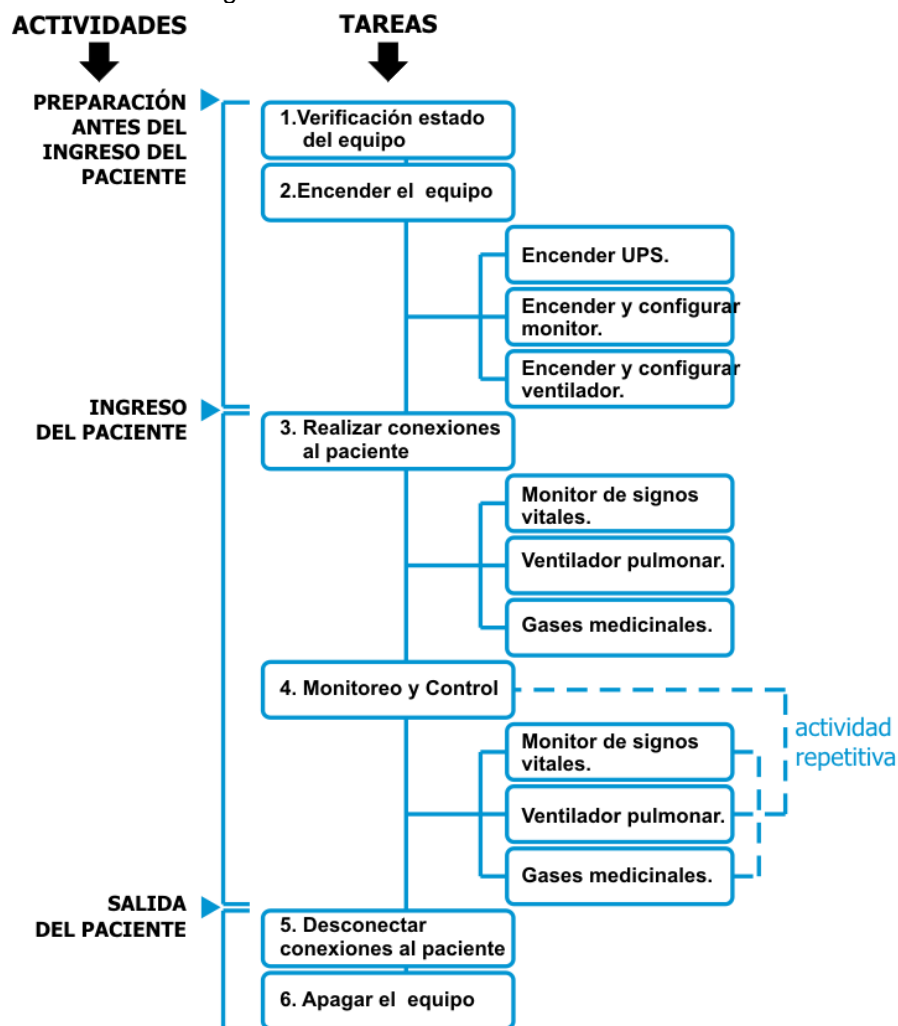 ACTIVIDADES
TAREAS
PREPARACIÓN
ANTES DEL
INGRESO DEL
PACIENTE
1.Verificación estado
del equipo
2.Encender el equipo
Encender UPS.
Encender y configurar
monitor.
Encender y configurar
ventilador.
INGRESO
DEL PACIENTE
3. Realizar conexiones
al paciente
Monitor de signos
vitales.
Ventilador pulmonar.
Gases medicinales.
4. Monitoreo y Control
actividad
repetitiva
Monitor de signos
vitales.
Ventilador pulmonar.
Gases medicinales.
SALIDA
DEL PACIENTE
5. Desconectar
conexiones al paciente
6. Apagar el equipo